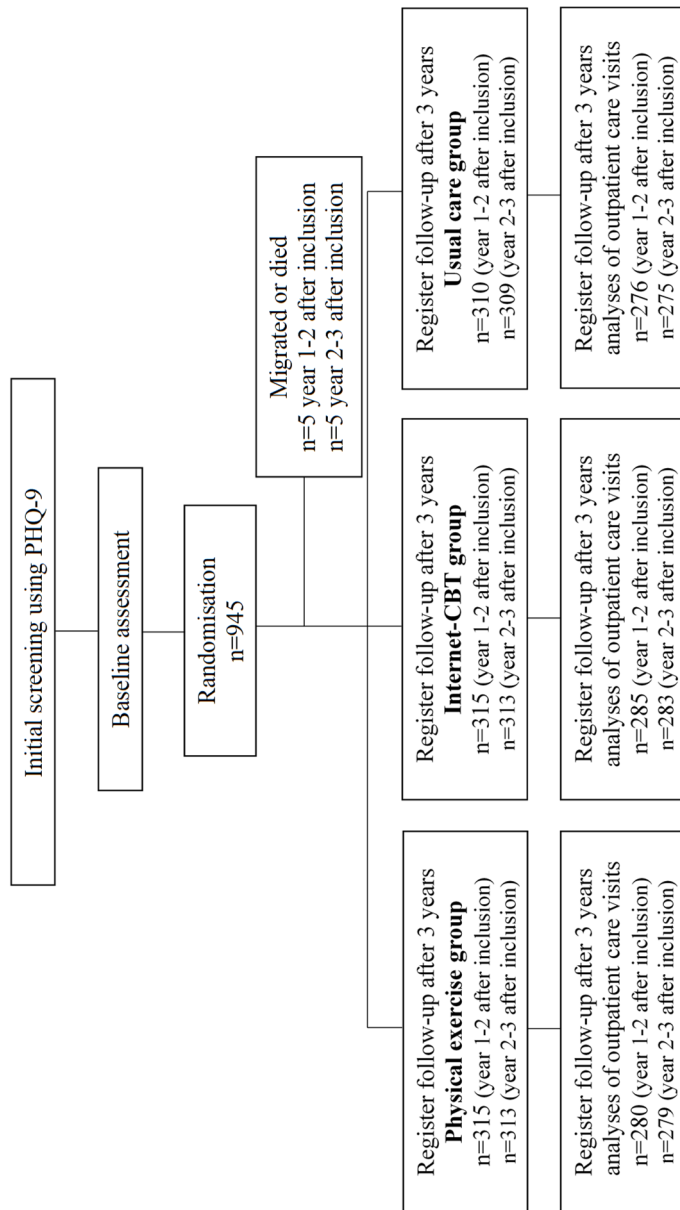 Initial screening using PHQ-9
Baseline assessment
Randomisation
n=945
Migrated or died
n=5 year 1-2 after inclusion
n=5 year 2-3 after inclusion
Register follow-up after 3 years
Physical exercise group
n=315 (year 1-2 after inclusion)
n=313 (year 2-3 after inclusion)
Register follow-up after 3 years
Internet-CBT group
n=315 (year 1-2 after inclusion)
n=313 (year 2-3 after inclusion)
Register follow-up after 3 years
Usual care group
n=310 (year 1-2 after inclusion)
n=309 (year 2-3 after inclusion)
Register follow-up after 3 years
analyses of outpatient care visits
n=280 (year 1-2 after inclusion)
n=279 (year 2-3 after inclusion)
Register follow-up after 3 years
analyses of outpatient care visits
n=285 (year 1-2 after inclusion)
n=283 (year 2-3 after inclusion)
Register follow-up after 3 years
analyses of outpatient care visits
n=276 (year 1-2 after inclusion)
n=275 (year 2-3 after inclusion)